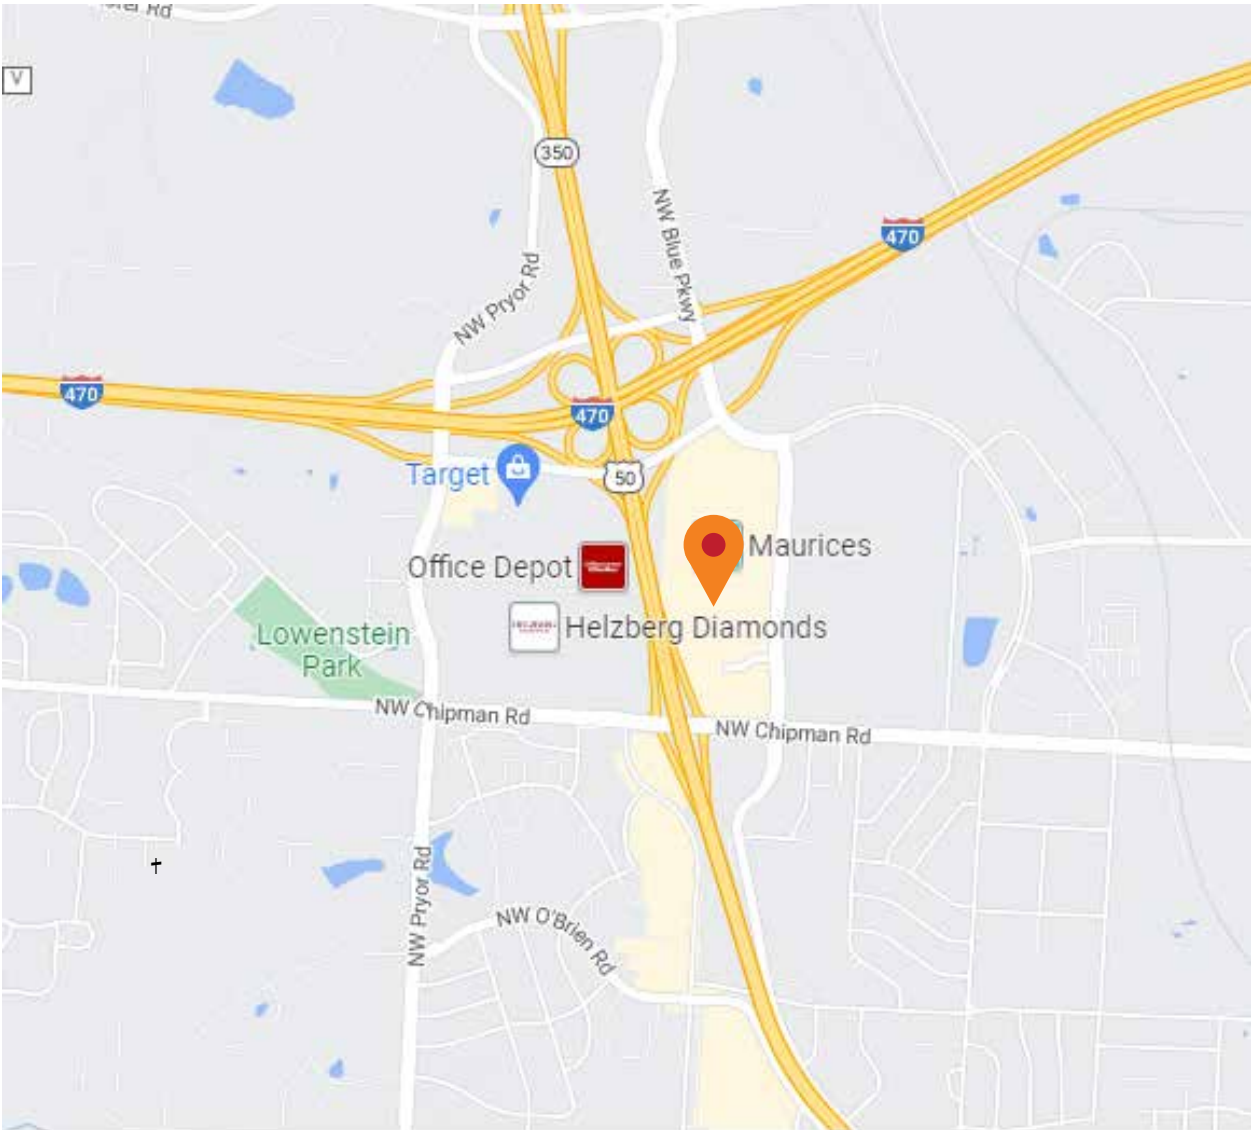 V
350
NW Blue Pkwy
470
NW Pryor Rd
470
470
Target
50
Maurices
Office Depot
Helzberg Diamonds
Lowenstein
Park
NW Chipman Rd
NW Chipman Rd
NW Pryor Rd
NW O'Brien Rd